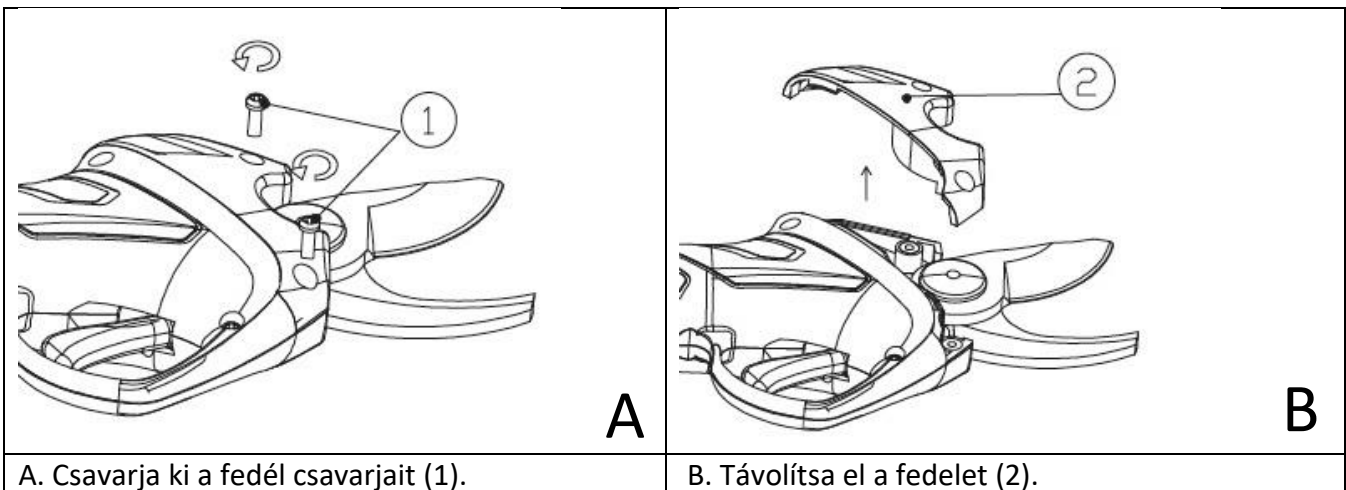 1
A
2
B
A. Csavarja ki a fedél csavarjait (1).
B. Távolítsa el a fedelet (2).